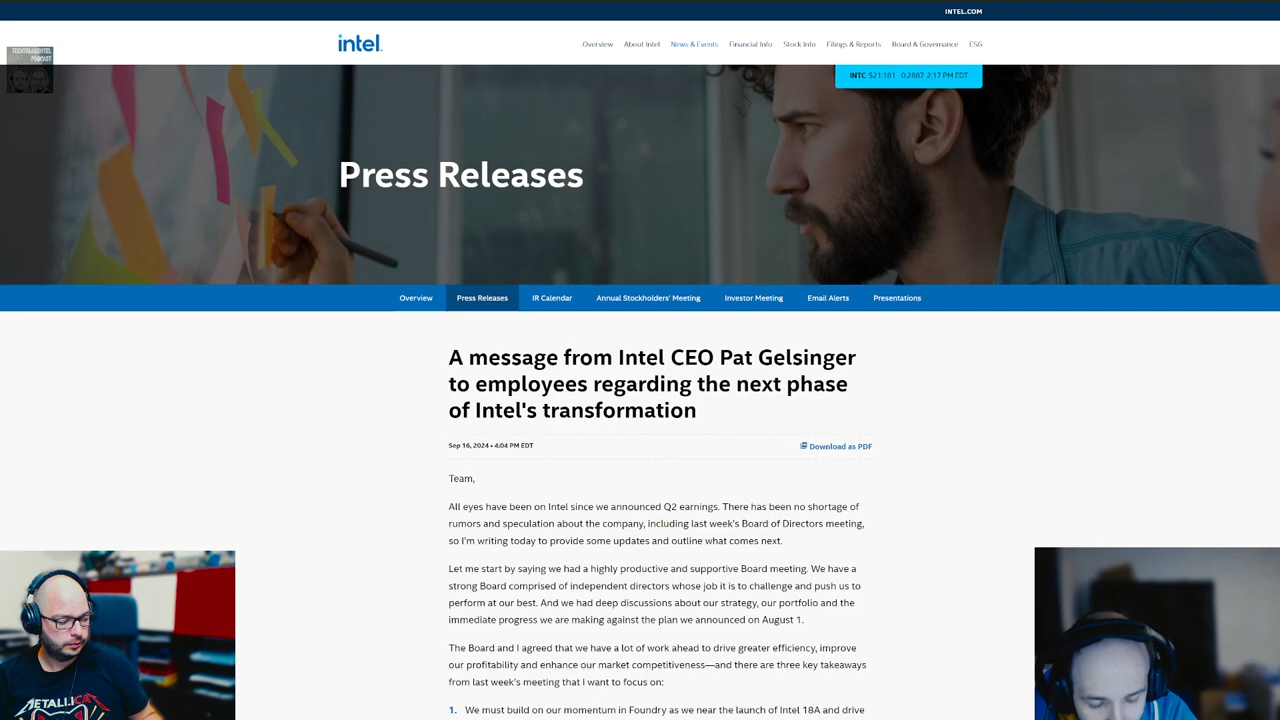 INTEL.COM
intel.
Overview About Intel News & Events Financial Info Stock Info Filings & Reports Board & Governance ESG
PODCAST
INTC $21.181 0.2887 2:17 PM EDT
Press Releases
Overview Press Releases IR Calendar Annual Stockholders' Meeting Investor Meeting Email Alerts Presentations
A message from Intel CEO Pat Gelsinger
to employees regarding the next phase
of Intel's transformation
Sep 16, 2024 • 4:04 PM EDT
Download as PDF
Team,
All eyes have been on Intel since we announced Q2 earnings. There has been no shortage of
rumors and speculation about the company, including last week's Board of Directors meeting,
so I'm writing today to provide some updates and outline what comes next.
Let me start by saying we had a highly productive and supportive Board meeting. We have a
strong Board comprised of independent directors whose job it is to challenge and push us to
perform at our best. And we had deep discussions about our strategy, our portfolio and the
immediate progress we are making against the plan we announced on August 1.
The Board and I agreed that we have a lot of work ahead to drive greater efficiency, improve
our profitability and enhance our market competitiveness—and there are three key takeaways
from last week's meeting that I want to focus on:
1. We must build on our momentum in Foundry as we near the launch of Intel 18A and drive
METALLICA